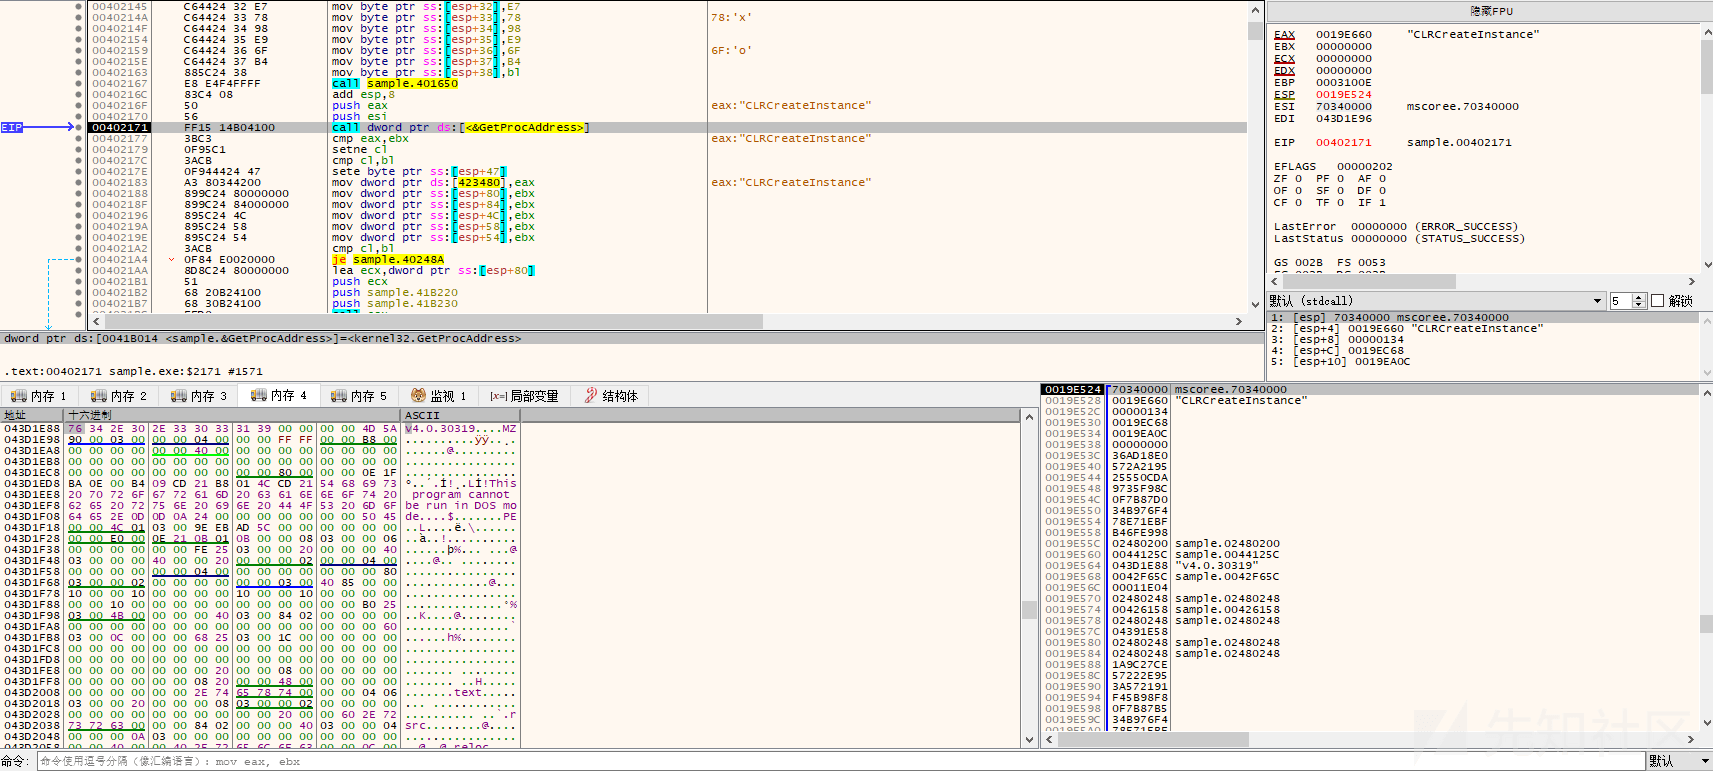 00402145 C64424 32 E7 mov byte ptr ss:[esp+32],E7
0040214A C64424 33 78 mov byte ptr ss:[esp+33],78 78:'x'
0040214F C64424 34 98 mov byte ptr ss:[esp+34],98
00402154 C64424 35 E9 mov byte ptr ss:[esp+35],E9
00402159 C64424 36 6F mov byte ptr ss:[esp+36],6F 6F:'o'
0040215E C64424 37 B4 mov byte ptr ss:[esp+37],B4
00402163 885C24 38 mov byte ptr ss:[esp+38],bl
00402167 E8 E4F4FFFF call sample.401650
0040216C 83C4 08 add esp,8
0040216F 50 push eax eax:"CLRCreateInstance"
00402170 56 push esi
EIP 00402171 FF15 14B04100 call dword ptr ds:[<&GetProcAddress>]
00402177 3BC3 cmp eax,ebx eax:"CLRCreateInstance"
00402179 0F95C1 setne cl
0040217C 3ACB cmp cl,bl
0040217E 0F944424 47 sete byte ptr ss:[esp+47]
00402183 A3 80344200 mov dword ptr ds:[423480],eax eax:"CLRCreateInstance"
00402188 899C24 80000000 mov dword ptr ss:[esp+80],ebx
0040218F 899C24 84000000 mov dword ptr ss:[esp+84],ebx
00402196 895C24 4C mov dword ptr ss:[esp+4C],ebx
0040219A 895C24 58 mov dword ptr ss:[esp+58],ebx
0040219E 895C24 54 mov dword ptr ss:[esp+54],ebx
004021A2 3ACB cmp cl,bl
004021A4 0F84 E0020000 je sample.40248A
004021AA 8D8C24 80000000 lea ecx,dword ptr ss:[esp+80]
004021B1 51 push ecx
004021B2 68 20B24100 push sample.41B220
004021B7 68 30B24100 push sample.41B230
隐藏FPU
EAX 0019E660 "CLRCreateInstance"
EBX 00000000
ECX 00000000
EDX 00000000
EBP 0003100E
ESP 0019E524
ESI 70340000 mscoree.70340000
EDI 043D1E96
EIP 00402171 sample.00402171
EFLAGS 00000202
ZF 0 PF 0 AF 0
OF 0 SF 0 DF 0
CF 0 TF 0 IF 1
LastError 00000000 (ERROR_SUCCESS)
LastStatus 00000000 (STATUS_SUCCESS)
GS 002B FS 0053
默认 (stdcall) 5 解锁
1: [esp] 70340000 mscoree.70340000
2: [esp+4] 0019E660 "CLRCreateInstance"
3: [esp+8] 00000134
4: [esp+C] 0019EC68
5: [esp+10] 0019EA0C
dword ptr ds:[0041B014 <sample.&GetProcAddress>]=<kernel32.GetProcAddress>
.text:00402171 sample.exe:$2171 #1571
内存 1 内存 2 内存 3 内存 4 内存 5 监视 1 [x=]局部变量 结构体
地址 十六进制 ASCII
043D1E88 76 34 2E 30 2E 33 30 33 31 39 00 00 00 00 4D 5A v4.0.30319....MZ
043D1E98 90 00 03 00 00 00 04 00 00 00 FF FF 00 00 B8 00 ..........ÿÿ..¸.
043D1EA8 00 00 00 00 00 00 40 00 00 00 00 00 00 00 00 00 ......@.........
043D1EB8 00 00 00 00 00 00 00 00 00 00 00 00 00 00 00 00 ................
043D1EC8 00 00 00 00 00 00 00 00 00 00 80 00 00 00 0E 1F ................
043D1ED8 BA 0E 00 B4 09 CD 21 B8 01 4C CD 21 54 68 69 73 º..´.Í!¸.LÍ!This
043D1EE8 20 70 72 6F 67 72 61 6D 20 63 61 6E 6E 6F 74 20 program cannot
043D1EF8 62 65 20 72 75 6E 20 69 6E 20 44 4F 53 20 6D 6F be run in DOS mo
043D1F08 64 65 2E 0D 0D 0A 24 00 00 00 00 00 00 00 50 45 de....$.......PE
043D1F18 00 00 4C 01 03 00 9E EB AD 5C 00 00 00 00 00 00 ..L....ë.\......
043D1F28 00 00 E0 00 0E 21 0B 01 0B 00 00 08 03 00 00 06 ..à..!..........
043D1F38 00 00 00 00 00 00 FE 25 03 00 00 20 00 00 00 40 ......þ%... ...@
043D1F48 03 00 00 00 40 00 00 20 00 00 00 02 00 00 04 00 ....@.. ........
043D1F58 00 00 00 00 00 00 04 00 00 00 00 00 00 00 00 80 ................
043D1F68 03 00 00 02 00 00 00 00 00 00 03 00 40 85 00 00 ............@...
043D1F78 10 00 00 10 00 00 00 00 10 00 00 10 00 00 00 00 ................
043D1F88 00 00 10 00 00 00 00 00 00 00 00 00 00 00 B0 25 ..............°%
043D1F98 03 00 4B 00 00 00 00 40 03 00 84 02 00 00 00 00 ..K....@........
043D1FA8 00 00 00 00 00 00 00 00 00 00 00 00 00 00 00 60 ...............`
043D1FB8 03 00 0C 00 00 00 68 25 03 00 1C 00 00 00 00 00 ......h%........
043D1FC8 00 00 00 00 00 00 00 00 00 00 00 00 00 00 00 00 ................
043D1FD8 00 00 00 00 00 00 00 00 00 00 00 00 00 00 00 00 ................
043D1FE8 00 00 00 00 00 00 00 20 00 00 08 00 00 00 00 00 ....... ........
043D1FF8 00 00 00 00 00 00 08 20 00 00 48 00 00 00 00 00 ....... ..H.....
043D2008 00 00 00 00 00 00 2E 74 65 78 74 00 00 00 04 06 .......text.....
043D2018 03 00 00 00 20 00 00 00 08 03 00 00 02 00 00 00 .... ...........
043D2028 00 00 00 00 00 00 00 00 00 00 20 00 00 60 2E 72 .......... ..`.r
043D2038 73 72 63 00 00 00 84 02 00 00 00 40 03 00 00 04 src........@....
043D2048 00 00 00 0A 03 00 00 00 00 00 00 00 00 00 00 00 ................
0019E524 70340000 mscoree.70340000
0019E528 0019E660 "CLRCreateInstance"
0019E52C 00000134
0019E530 0019EC68
0019E534 0019EA0C
0019E538 00000000
0019E53C 36AD18E0
0019E540 572A2195
0019E544 25550CDA
0019E548 9735F98C
0019E54C 0F7B87D0
0019E550 34B976F4
0019E554 78E71EBF
0019E558 B46FE998
0019E55C 02480200 sample.02480200
0019E560 0044125C sample.0044125C
0019E564 043D1E88 "v4.0.30319"
0019E568 0042F65C sample.0042F65C
0019E56C 00011E04
0019E570 02480248 sample.02480248
0019E574 00426158 sample.00426158
0019E578 02480248 sample.02480248
0019E57C 04391E58
0019E580 02480248 sample.02480248
0019E584 02480248 sample.02480248
0019E588 1A9C27CE
0019E58C 57222E95
0019E590 3A572191
0019E594 F45B98F8
0019E598 0F7B87B5
0019E59C 34B976F4
先知社区
命令: 命令使用逗号分隔（像汇编语言）: mov eax, ebx 默认